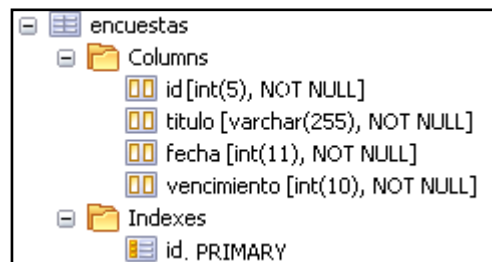 encuestas
Columns
id [int(5), NOT NULL]
titulo [varchar(255), NOT NULL]
fecha [int(11), NOT NULL]
vencimiento [int(10), NOT NULL]
Indexes
id. PRIMARY